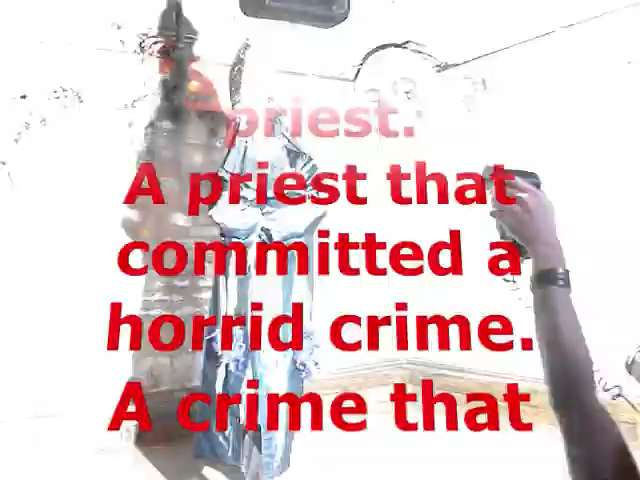 priest.
A priest that
committed a
horrid crime.
A crime that